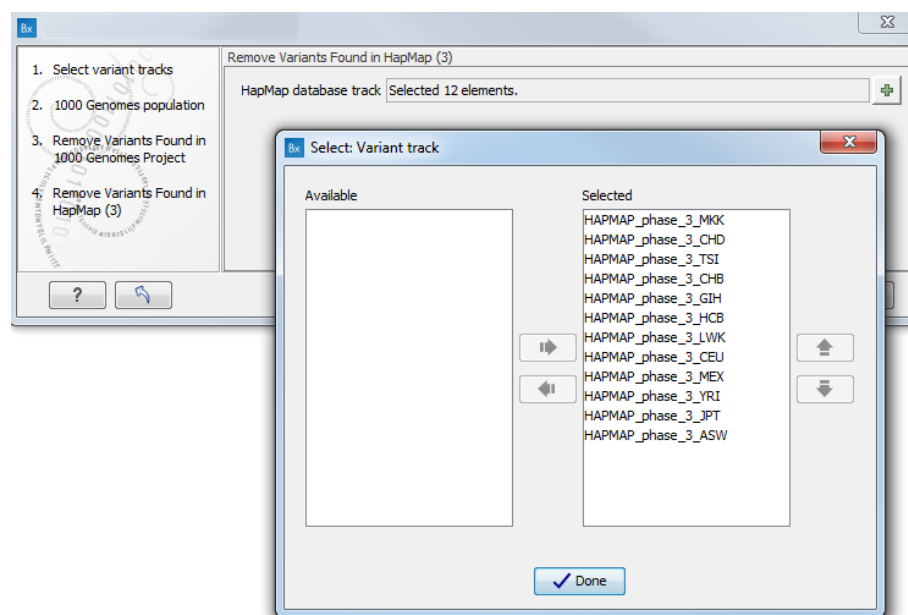 Bx
Remove Variants Found in HapMap (3)
1. Select variant tracks
2. 1000 Genomes population
3. Remove Variants Found in
1000 Genomes Project
4. Remove Variants Found in
HapMap (3)
HapMap database track Selected 12 elements.
?
Bx Select: Variant track
Available
Selected
HAPMAP_phase_3_MKK
HAPMAP_phase_3_CHD
HAPMAP_phase_3_TSI
HAPMAP_phase_3_CHB
HAPMAP_phase_3_GIH
HAPMAP_phase_3_HCB
HAPMAP_phase_3_LWK
HAPMAP_phase_3_CEU
HAPMAP_phase_3_MEX
HAPMAP_phase_3_YRI
HAPMAP_phase_3_JPT
HAPMAP_phase_3_ASW
Done